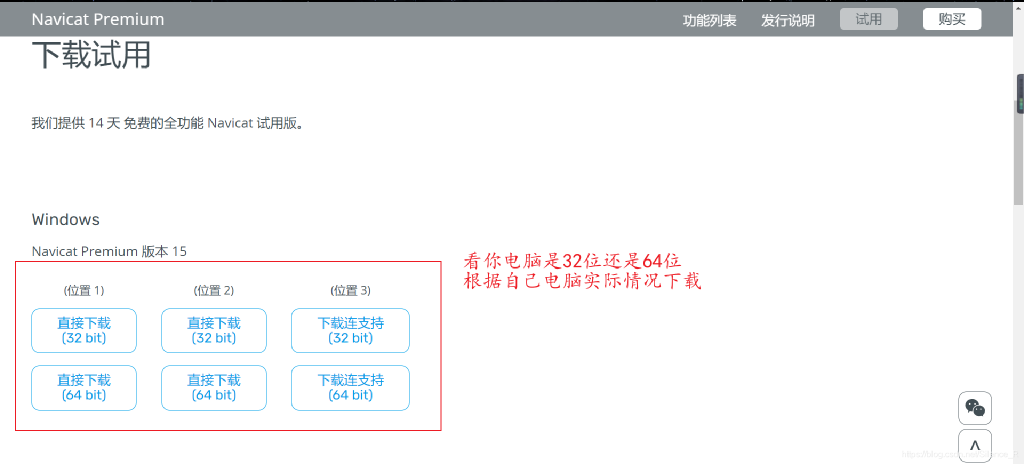 Navicat Premium
功能列表
发行说明
试用
购买
下载试用
我们提供 14 天 免费的全功能 Navicat 试用版。
Windows
Navicat Premium 版本 15
看你电脑是32位还是64位
根据自己电脑实际情况下载
(位置 1)
(位置 2)
(位置 3)
直接下载
(32 bit)
直接下载
(32 bit)
下载连支持
(32 bit)
直接下载
(64 bit)
直接下载
(64 bit)
下载连支持
(64 bit)